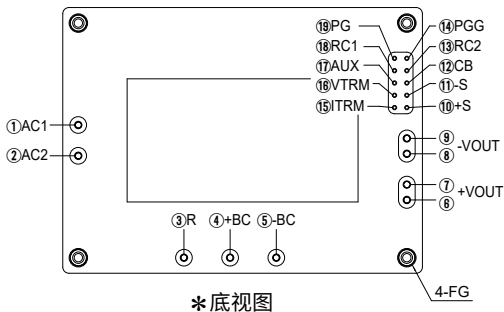 ⑲PG ⑭PGG
⑱RC1 ⑬RC2
⑰AUX ⑫CB
⑯VTRM ⑪-S
⑮ITRM ⑩+S
①AC1
②AC2
⑨
⑧ -VOUT
⑦
⑥ +VOUT
③R ④+BC ⑤-BC
4-FG
*底视图